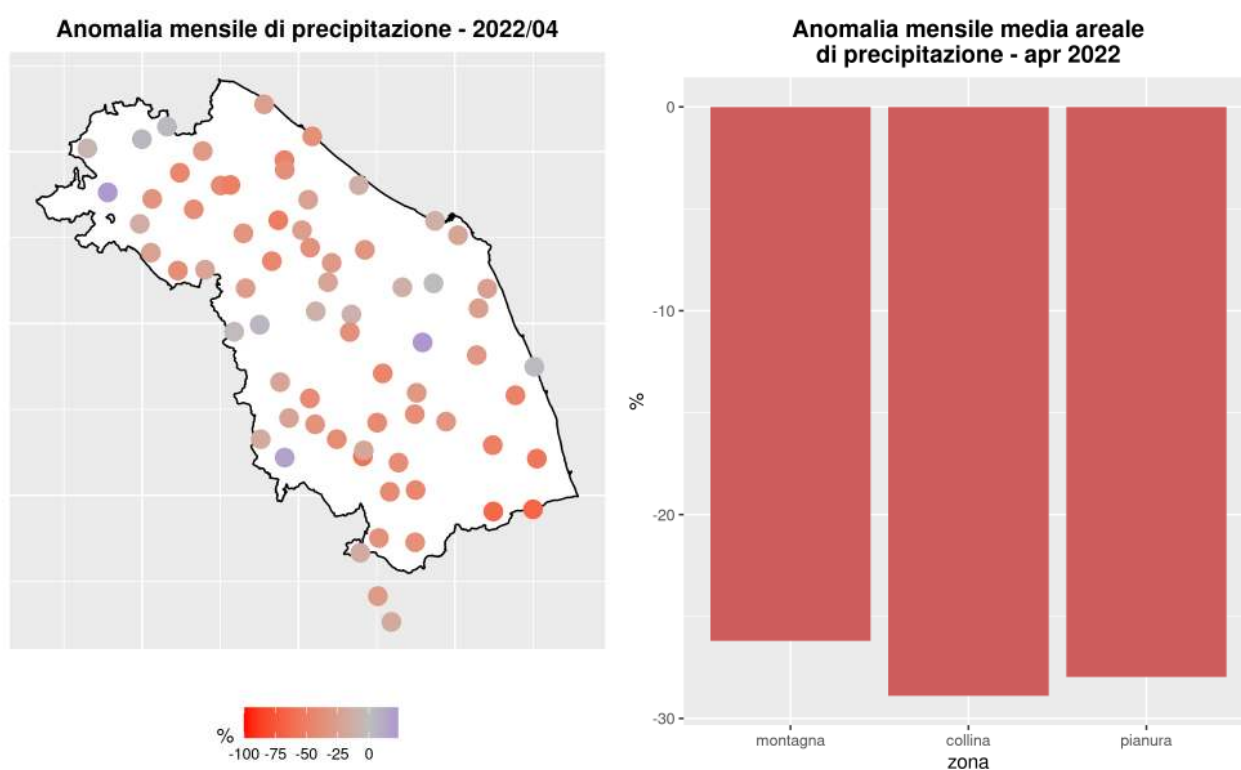 Anomalia mensile di precipitazione - 2022/04
%
-100 -75 -50 -25 0
Anomalia mensile media areale
di precipitazione - apr 2022
0
-10
-20
-30
%
montagna collina pianura
zona